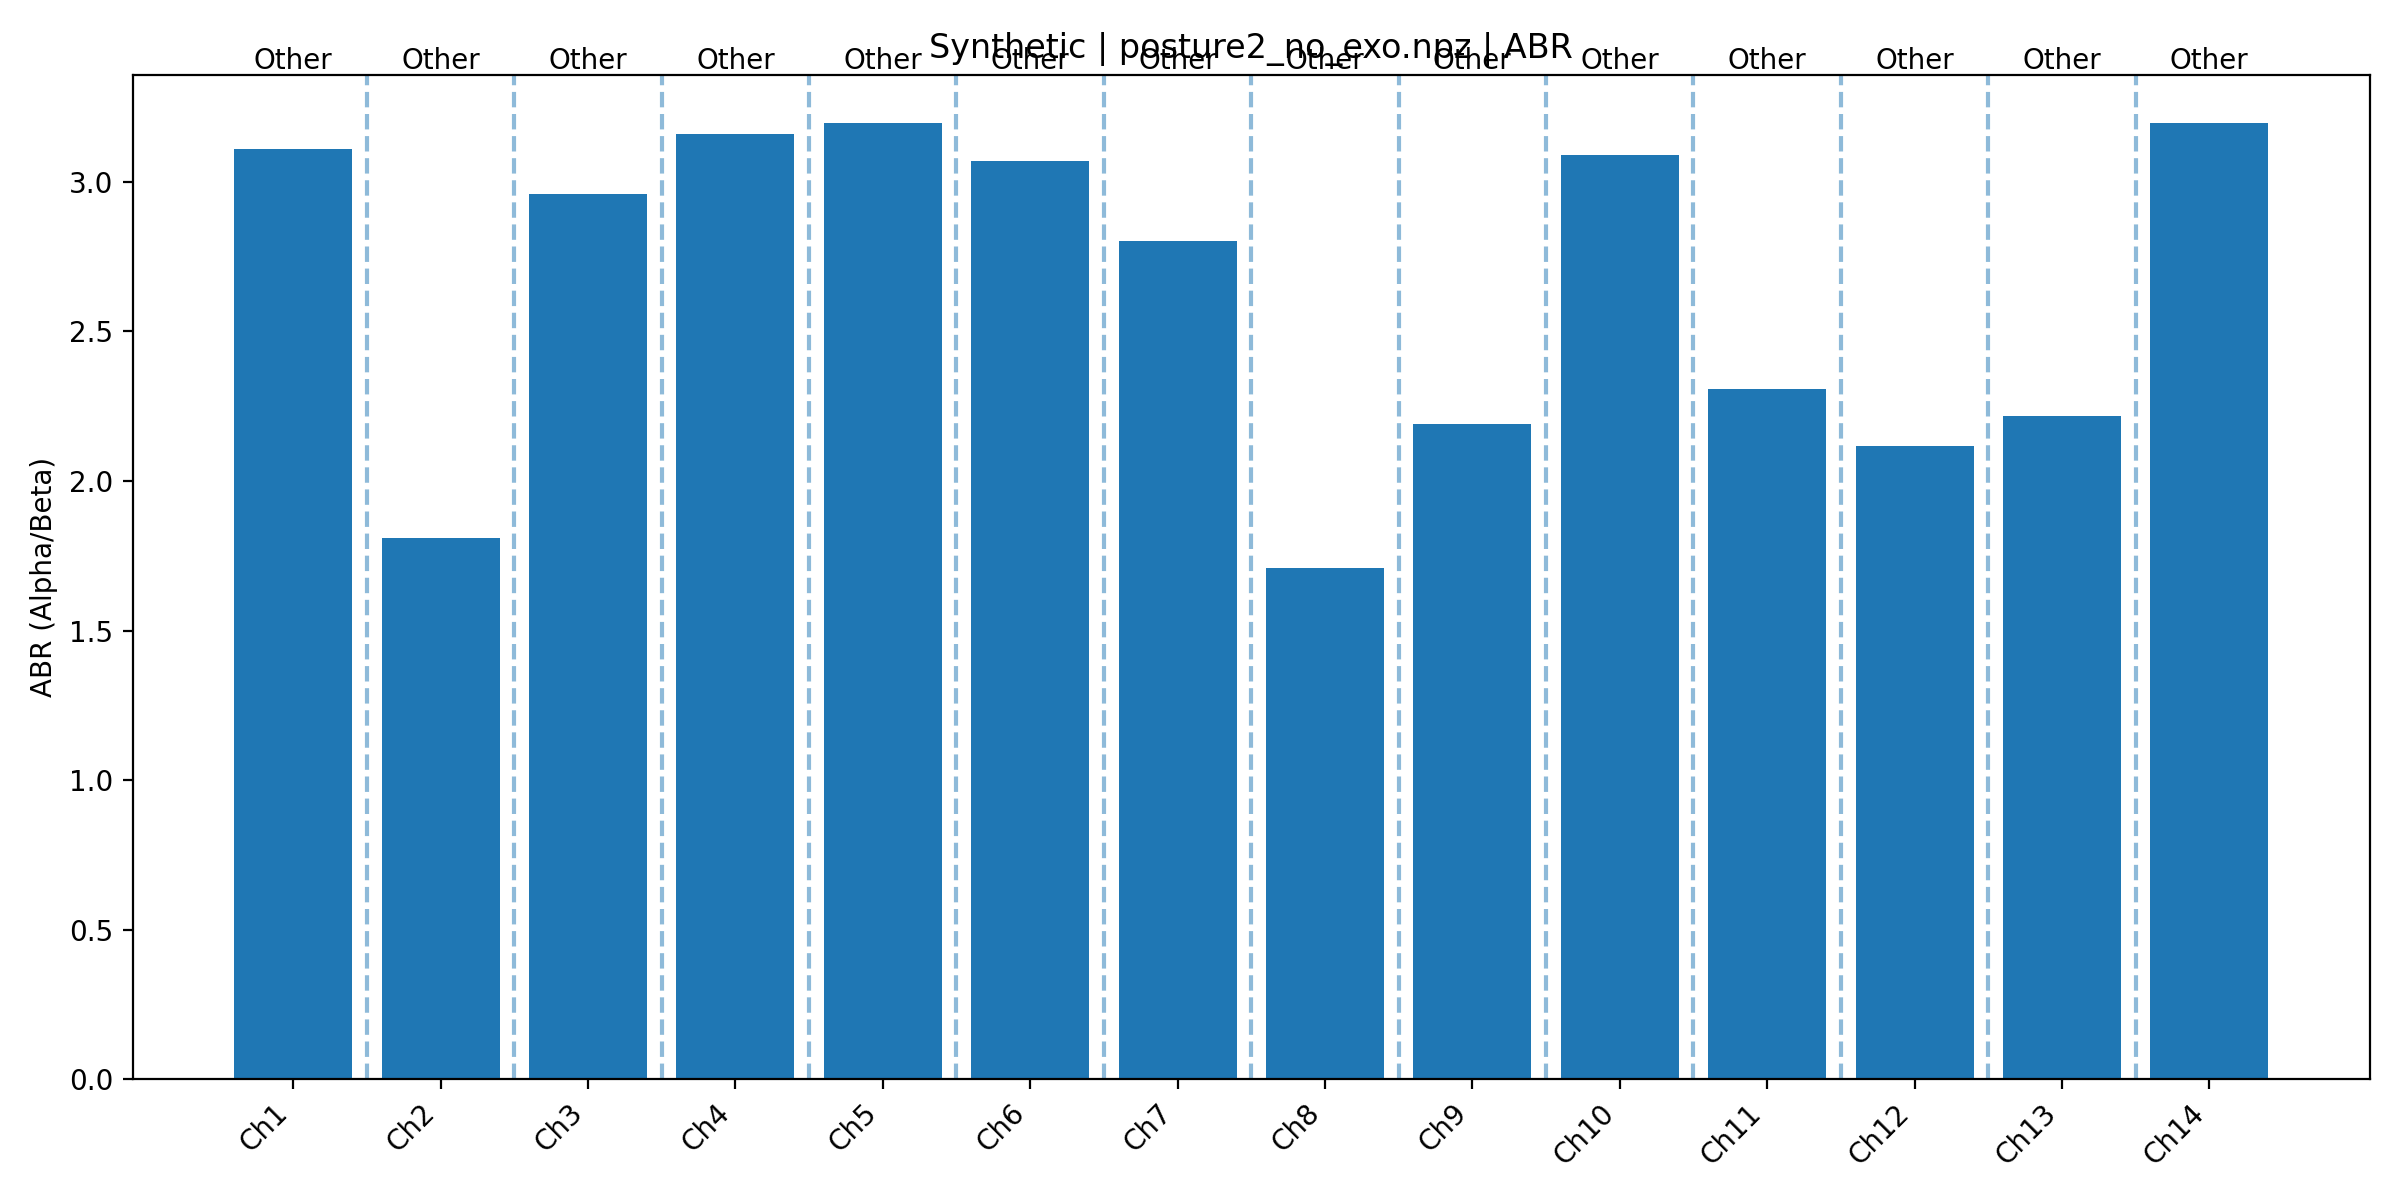 Synthetic | posture2_no_exo.npz | ABR
Other Other Other Other Other Other Other Other Other Other Other Other Other Other
3.0
2.5
2.0
1.5
1.0
0.5
0.0
ABR (Alpha/Beta)
Ch1 Ch2 Ch3 Ch4 Ch5 Ch6 Ch7 Ch8 Ch9 Ch10 Ch11 Ch12 Ch13 Ch14